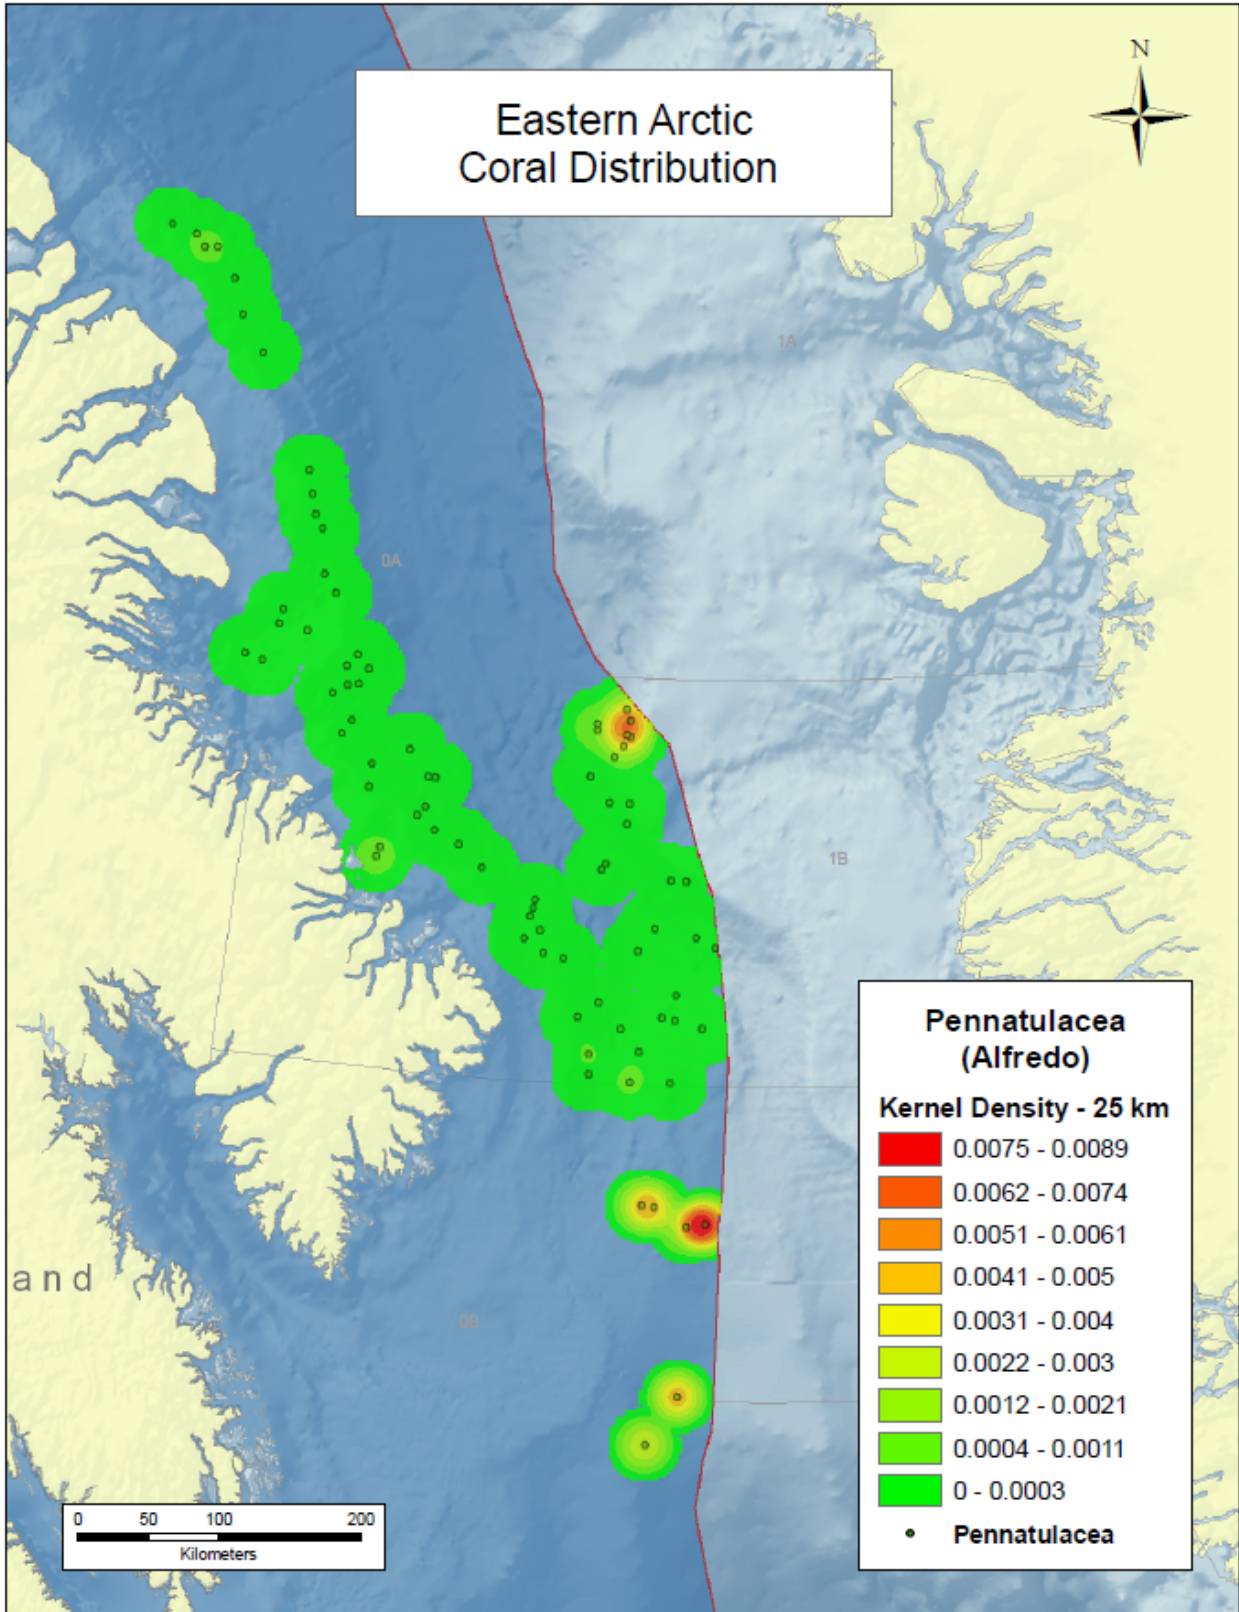 Eastern Arctic
Coral Distribution
N
1A
0A
1B
and
0B
Pennatulacea
(Alfredo)
Kernel Density - 25 km
0.0075 - 0.0089
0.0062 - 0.0074
0.0051 - 0.0061
0.0041 - 0.005
0.0031 - 0.004
0.0022 - 0.003
0.0012 - 0.0021
0.0004 - 0.0011
0 - 0.0003
Pennatulacea
0 50 100 200
Kilometers